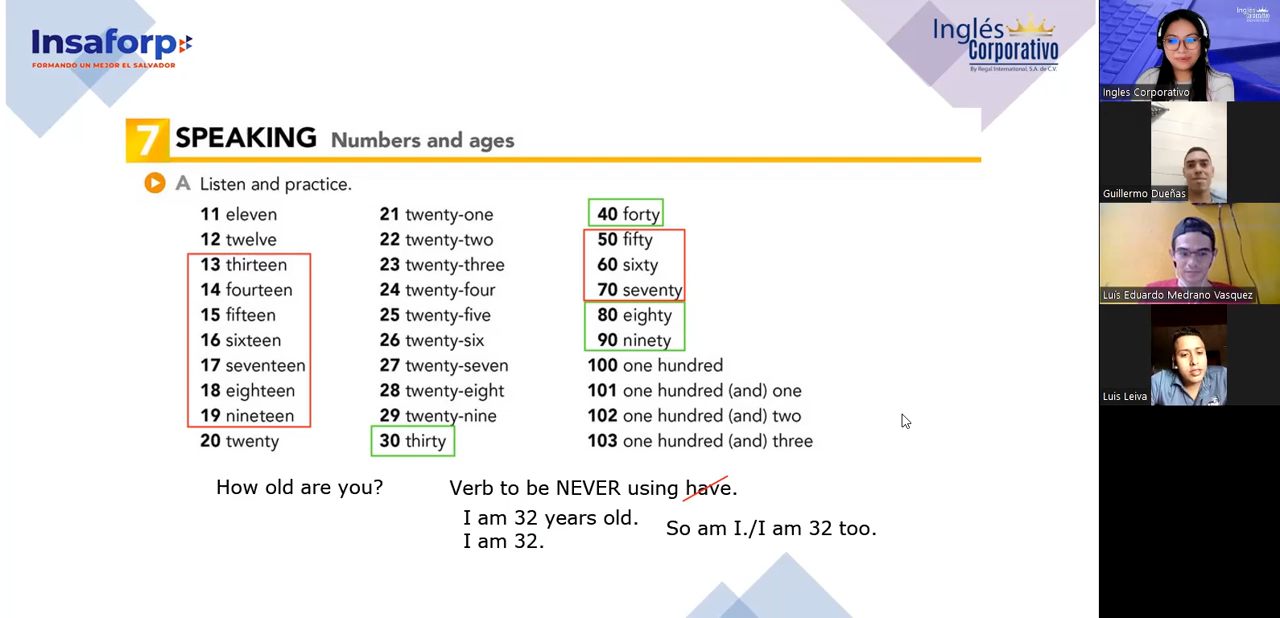 Insaforp
FORMANDO UN MEJOR EL SALVADOR
Inglés
Corporativo
By Regal International, S.A. de C.V.
7 SPEAKING Numbers and ages
A Listen and practice.
11 eleven
12 twelve
13 thirteen
14 fourteen
15 fifteen
16 sixteen
17 seventeen
18 eighteen
19 nineteen
20 twenty
21 twenty-one
22 twenty-two
23 twenty-three
24 twenty-four
25 twenty-five
26 twenty-six
27 twenty-seven
28 twenty-eight
29 twenty-nine
30 thirty
40 forty
50 fifty
60 sixty
70 seventy
80 eighty
90 ninety
100 one hundred
101 one hundred (and) one
102 one hundred (and) two
103 one hundred (and) three
How old are you?
Verb to be NEVER using have.
I am 32 years old.
I am 32.
So am I./I am 32 too.
Inglés
Corporativo
Ingles Corporativo
Guillermo Dueñas
Luís Eduardo Medrano Vasquez
Luis Leiva